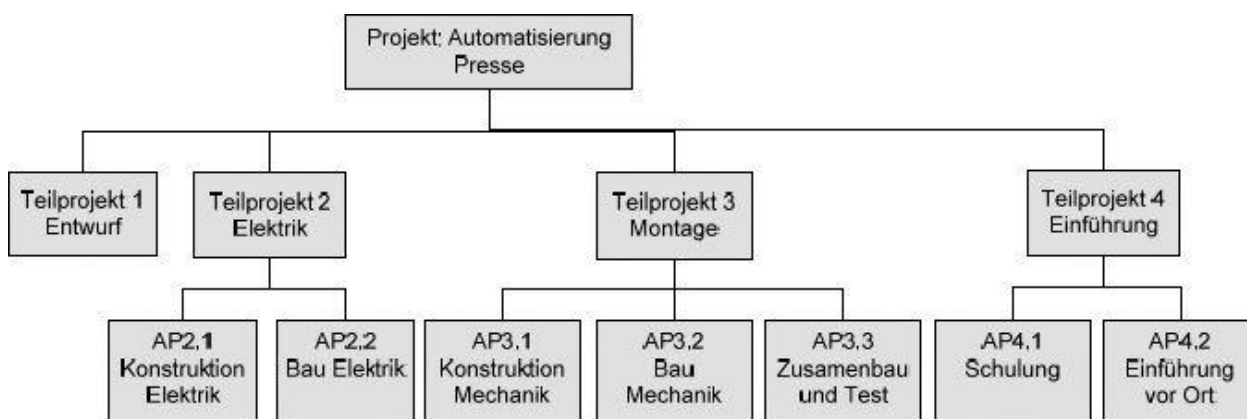 Projekt: Automatisierung
Presse
Teilprojekt 1
Entwurf
Teilprojekt 2
Elektrik
Teilprojekt 3
Montage
Teilprojekt 4
Einführung
AP2.1
Konstruktion
Elektrik
AP2.2
Bau Elektrik
AP3.1
Konstruktion
Mechanik
AP3.2
Bau
Mechanik
AP3.3
Zusamenbau
und Test
AP4.1
Schulung
AP4.2
Einführung
vor Ort